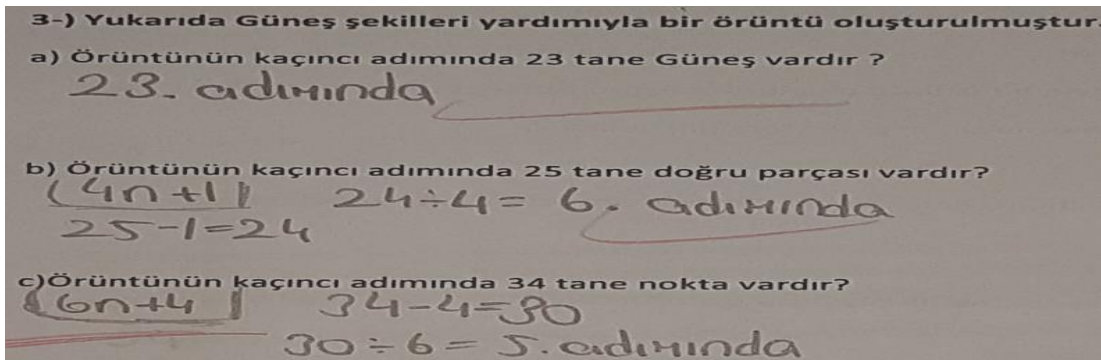 3-) Yukarıda Güneş şekilleri yardımıyla bir örüntü oluşturulmuştur.
a) Örüntünün kaçıncı adımında 23 tane Güneş vardır ?
23. adımında
b) Örüntünün kaçıncı adımında 25 tane doğru parçası vardır?
(4n+1) 24÷4= 6. adımında
25-1=24
c)Örüntünün kaçıncı adımında 34 tane nokta vardır?
(6n+4) 34-4=30
30÷6= 5. adımında